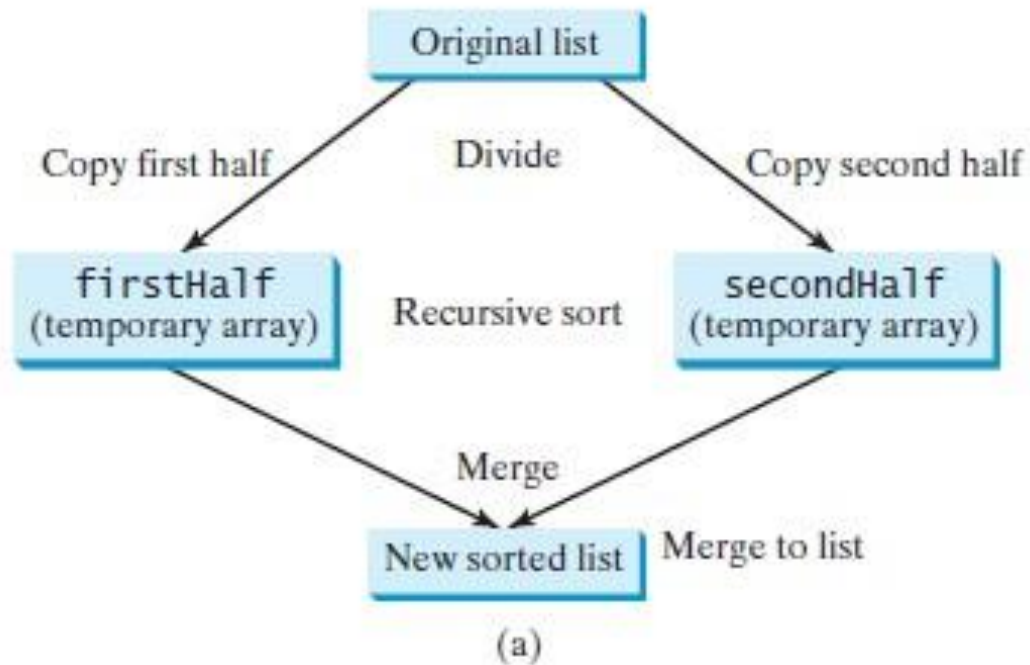 Original list
Copy first half
Divide
Copy second half
firstHalf
(temporary array)
Recursive sort
secondHalf
(temporary array)
Merge
New sorted list
Merge to list
(a)